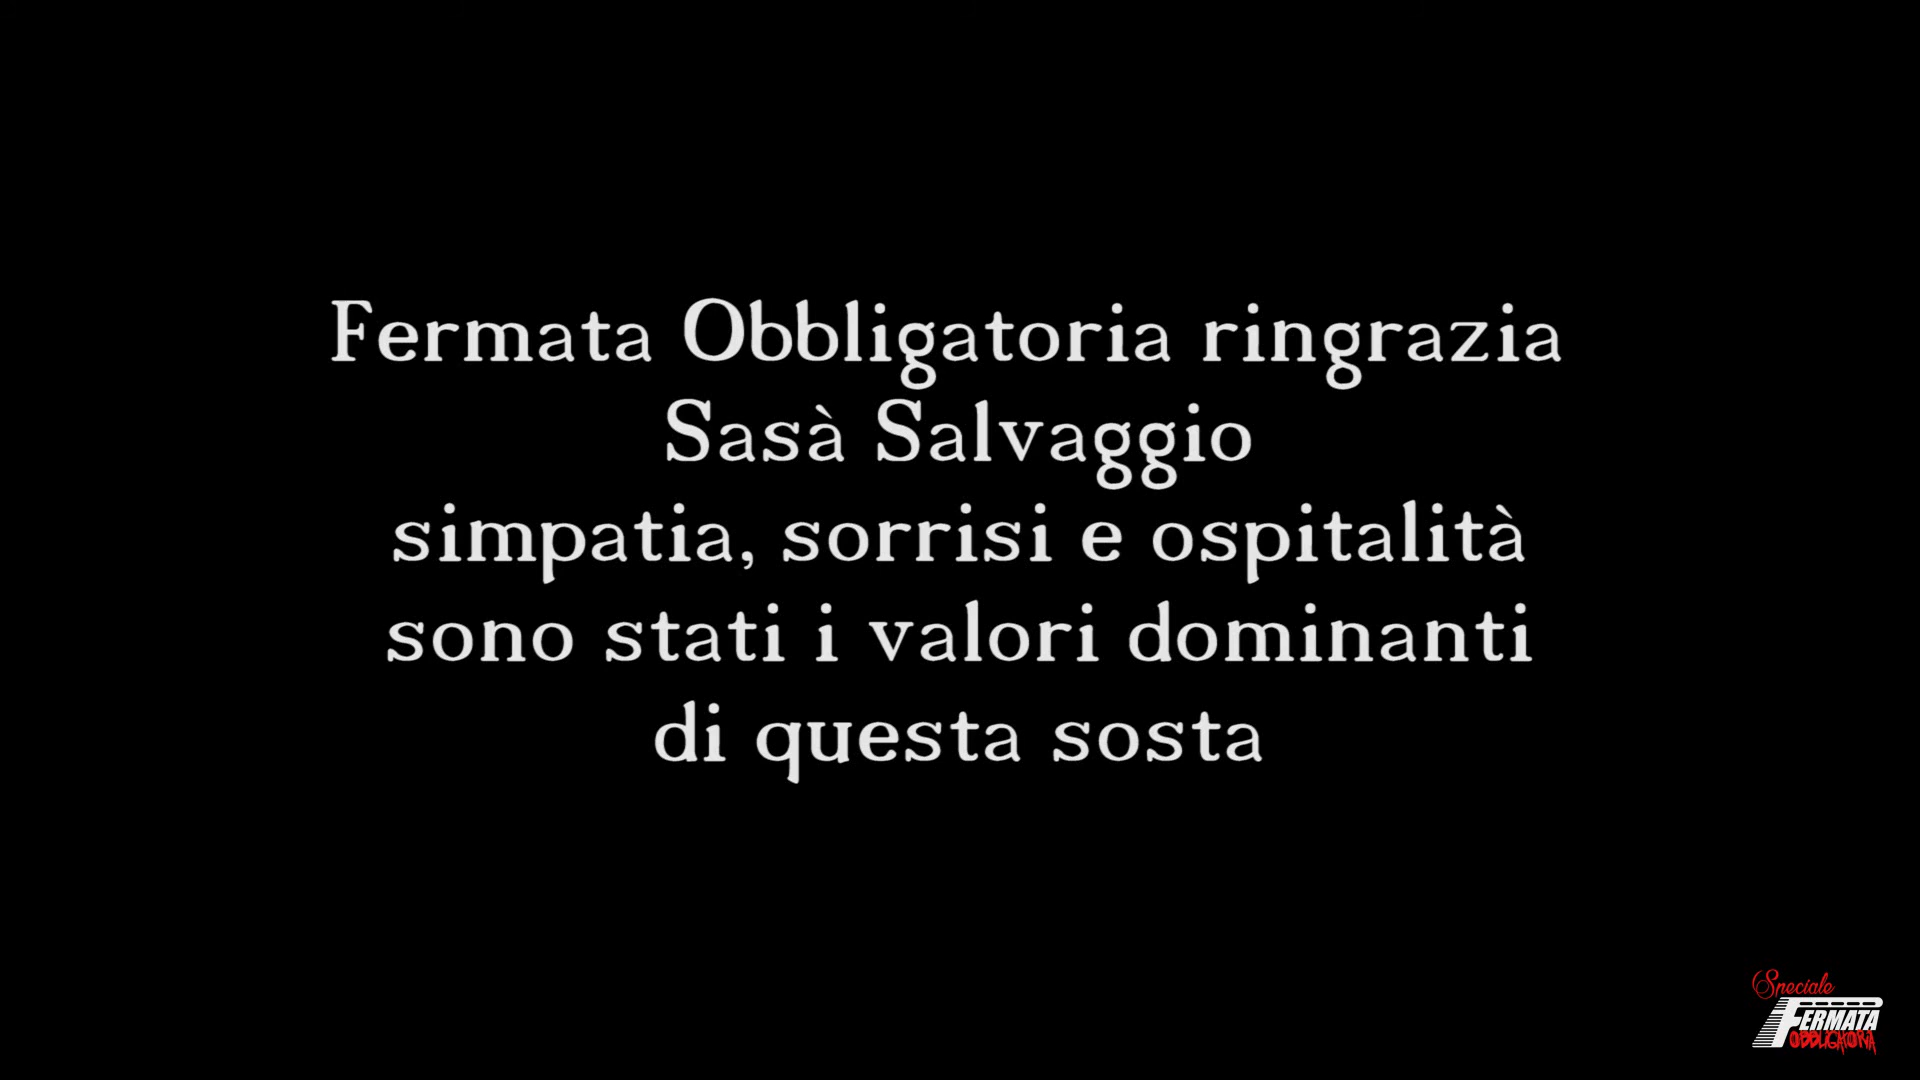 Fermata Obbligatoria ringrazia
Sasà Salvaggio
simpatia, sorrisi e ospitalità
sono stati i valori dominanti
di questa sosta
Speciale
FERMATA
OBBLIGATORIA